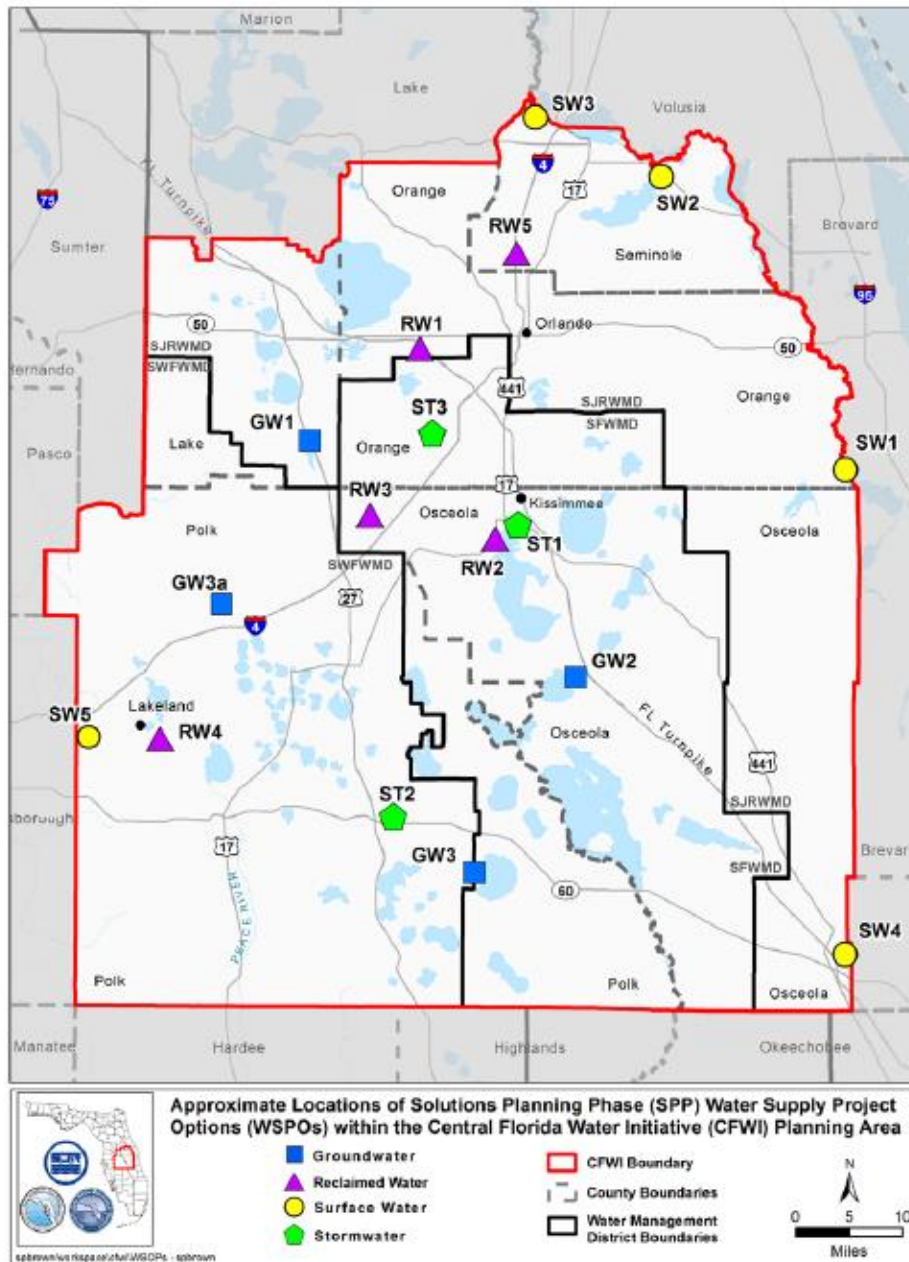 Marion
Lake
Volusia
SW3
4
FL Turnpike
75
Orange
17
SW2
Brevard
Sumter
RW5
Seminole
95
50
RW1
Orlando
50
SJRWMD
SWFWMD
Hernando
441
SJRWMD
SFWMD
Orange
GW1
ST3
Pasco
Lake
Orange
SW1
17
RW3
Kissimmee
Osceola
Osceola
Polk
ST1
SWFWMD
RW2
GW3a
27
4
GW2
FL Turnpike
Lakeland
SW5
RW4
Osceola
441
ST2
SJRWMD
sborough
17
GW3
SFWMD
Brevar
PEACE RIVER
60
SW4
Polk
Polk
Osceola
Manatee
Hardee
Highlands
Okeechobee
Approximate Locations of Solutions Planning Phase (SPP) Water Supply Project
Options (WSPOs) within the Central Florida Water Initiative (CFWI) Planning Area
Groundwater
Reclaimed Water
Surface Water
Stormwater
CFWI Boundary
County Boundaries
Water Management
District Boundaries
N
0 5 10
Miles